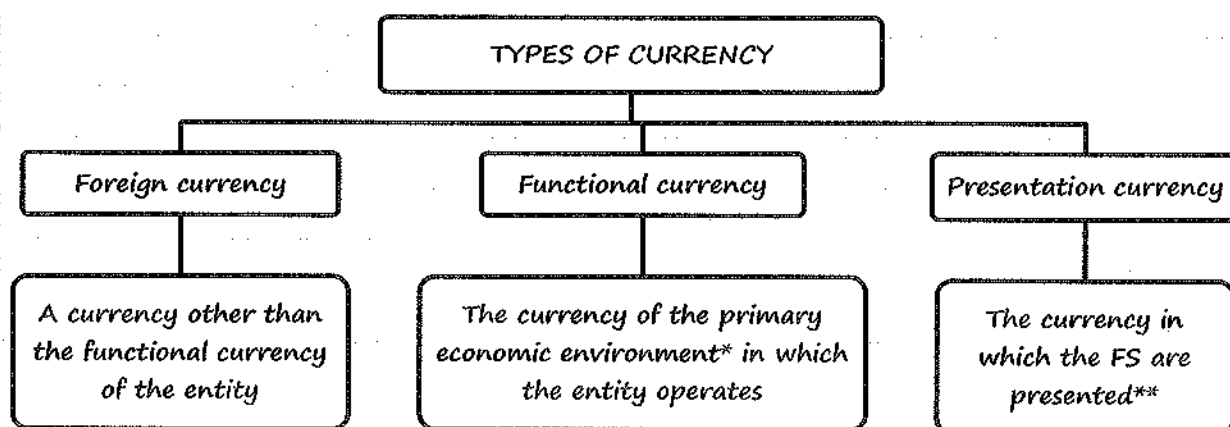 TYPES OF CURRENCY
Foreign currency
Functional currency
Presentation currency
A currency other than
the functional currency
of the entity
The currency of the primary
economic environment* in which
the entity operates
The currency in
which the FS are
presented**